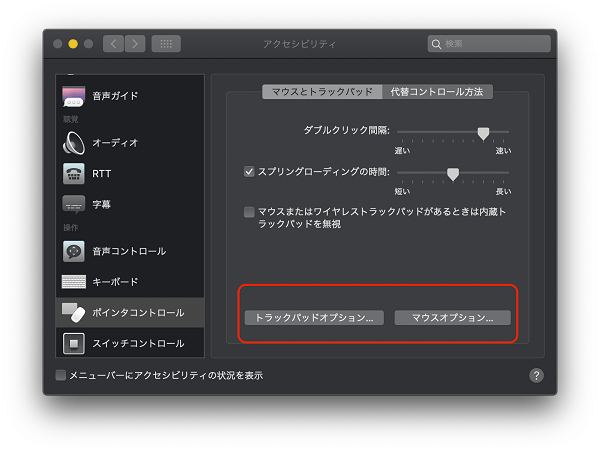 アクセシビリティ
検索
音声ガイド
聴覚
オーディオ
RTT
字幕
操作
音声コントロール
キーボード
ポインタコントロール
スイッチコントロール
マウスとトラックパッド
代替コントロール方法
ダブルクリック間隔:
遅い
速い
スプリングローディングの時間:
短い
長い
マウスまたはワイヤレストラックパッドがあるときは内蔵ト
ラックパッドを無視
トラックパッドオプション...
マウスオプション...
メニューバーにアクセシビリティの状況を表示
?